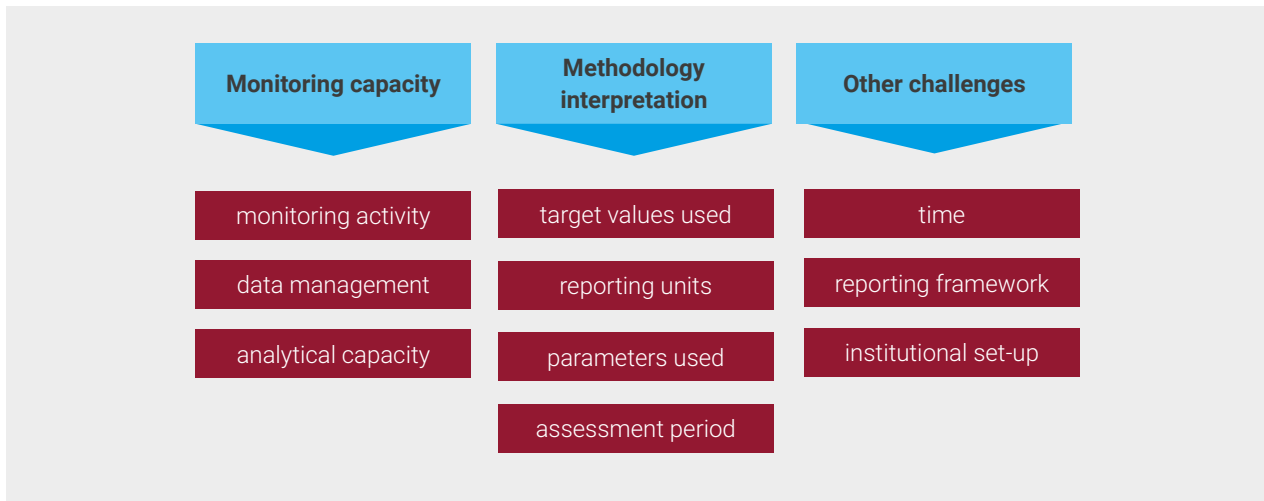 Monitoring capacity
monitoring activity
data management
analytical capacity
Methodology
interpretation
target values used
reporting units
parameters used
assessment period
Other challenges
time
reporting framework
institutional set-up